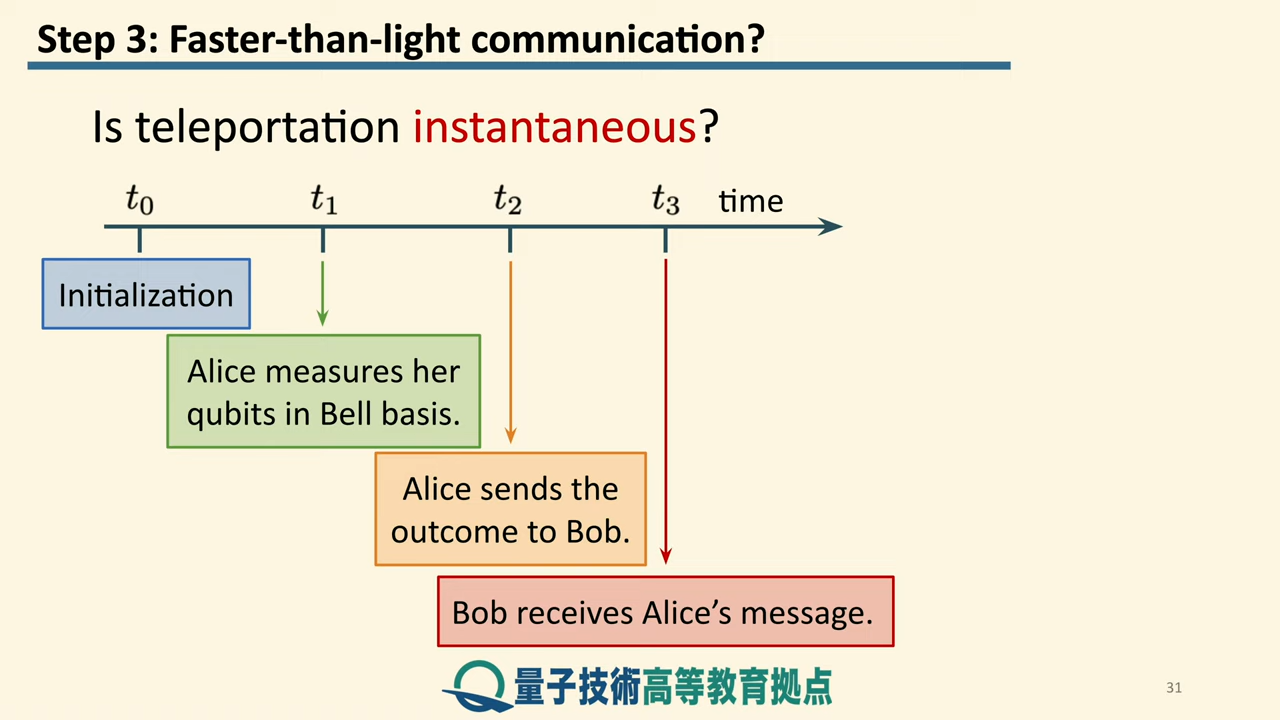 Step 3: Faster-than-light communication?
Is teleportation instantaneous?
t0 t1 t2 t3 time
Initialization
Alice measures her
qubits in Bell basis.
Alice sends the
outcome to Bob.
Bob receives Alice’s message.
量子技術高等教育拠点
31